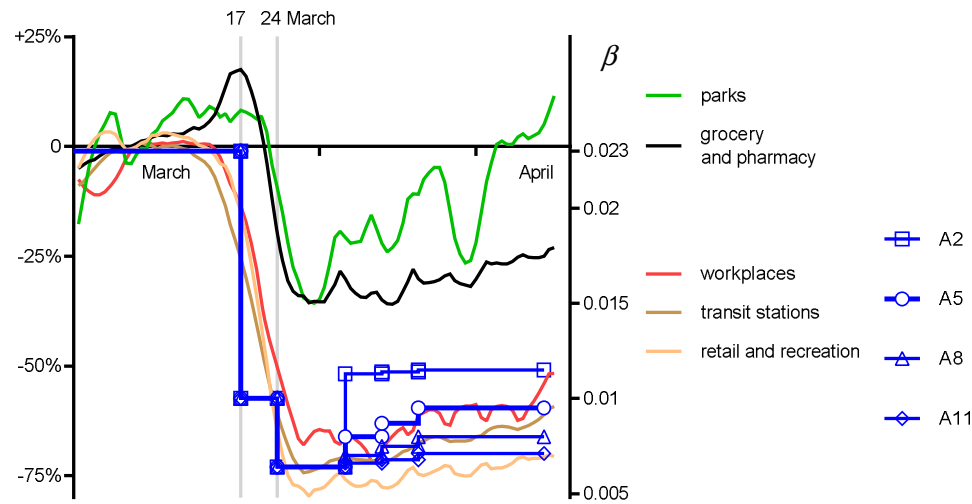 17 24 March
+25%
0
-25%
-50%
-75%
March
April
β
0.023
0.02
0.015
0.01
0.005
parks
grocery
and pharmacy
workplaces
transit stations
retail and recreation
A2
A5
A8
A11